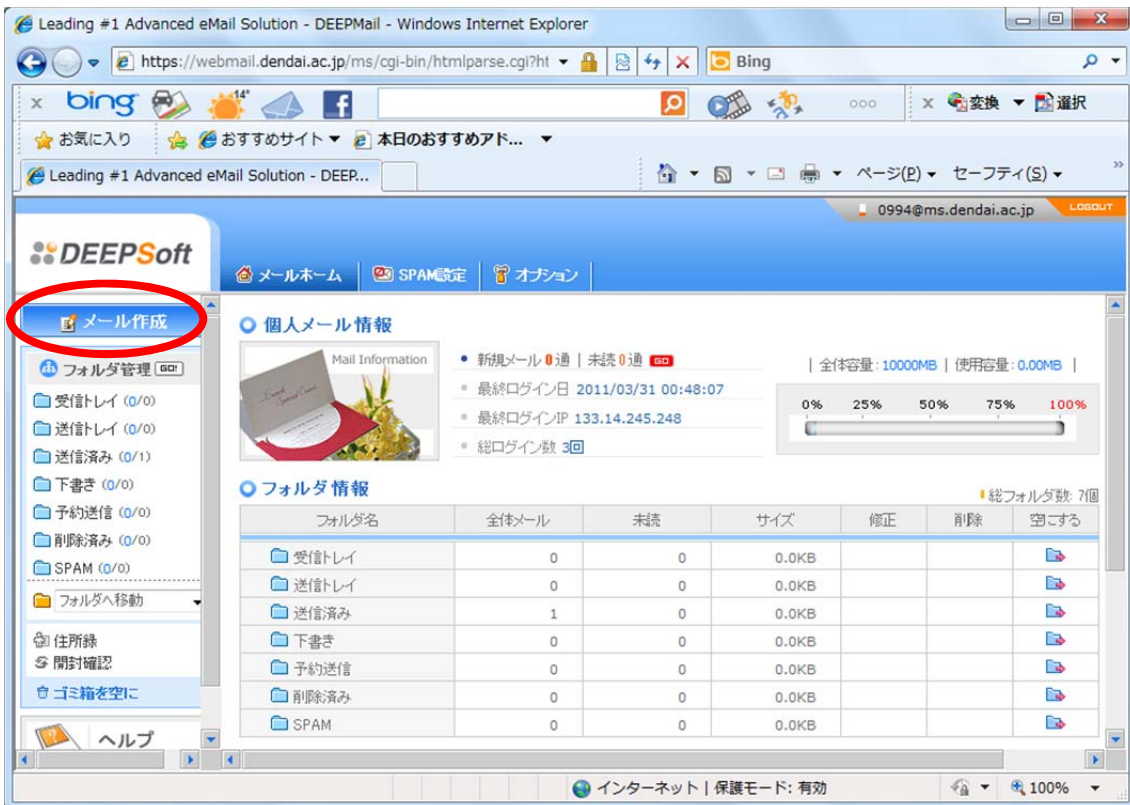 Leading #1 Advanced eMail Solution - DEEPMail - Windows Internet Explorer
https://webmail.dendai.ac.jp/ms/cgi-bin/htmlparse.cgi?ht
Bing
x bing 14° f ooo x 変換 選択
お気に入り おすすめサイト 本日のおすすめアド...
Leading #1 Advanced eMail Solution - DEEP... ページ(P) セーフティ(S) »
0994@ms.dendai.ac.jp LOGOUT
DEEPSoft
メールホーム SPAM設定 オプション
メール作成
フォルダ管理 GO!
受信トレイ (0/0)
送信トレイ (0/0)
送信済み (0/1)
下書き (0/0)
予約送信 (0/0)
削除済み (0/0)
SPAM (0/0)
フォルダへ移動
住所録
開封確認
ゴミ箱を空に
ヘルプ
個人メール情報
Mail Information
新規メール 0通 | 未読 0通 GO
最終ログイン日 2011/03/31 00:48:07
最終ログインIP 133.14.245.248
総ログイン数 3回
| 全体容量 : 10000MB | 使用容量 : 0.00MB |
0% 25% 50% 75% 100%
フォルダ情報
総フォルダ数: 7個
フォルダ名 全体メール 未読 サイズ 修正 削除 空にする
受信トレイ 0 0 0.0KB
送信トレイ 0 0 0.0KB
送信済み 1 0 0.0KB
下書き 0 0 0.0KB
予約送信 0 0 0.0KB
削除済み 0 0 0.0KB
SPAM 0 0 0.0KB
インターネット | 保護モード: 有効 100%